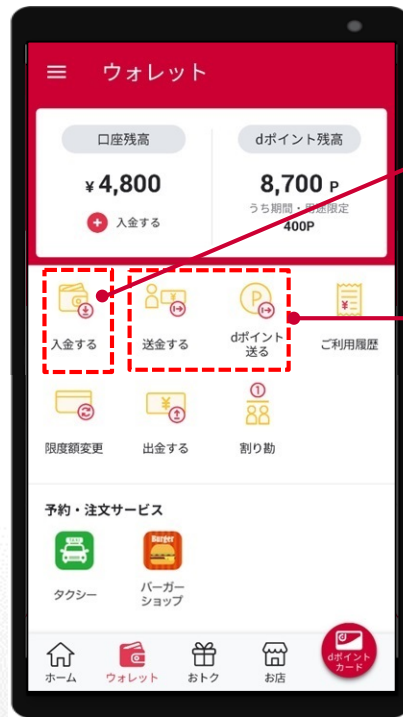 ウォレット
口座残高
dポイント残高
¥4,800
8,700 P
うち期間・用途限定
400P
入金する
入金する
送金する
dポイント
送る
ご利用履歴
限度額変更
出金する
割り勘
予約・注文サービス
TAXI
Burger
タクシー
バーガー
ショップ
ホーム
ウォレット
おトク
お店
dポイント
カード